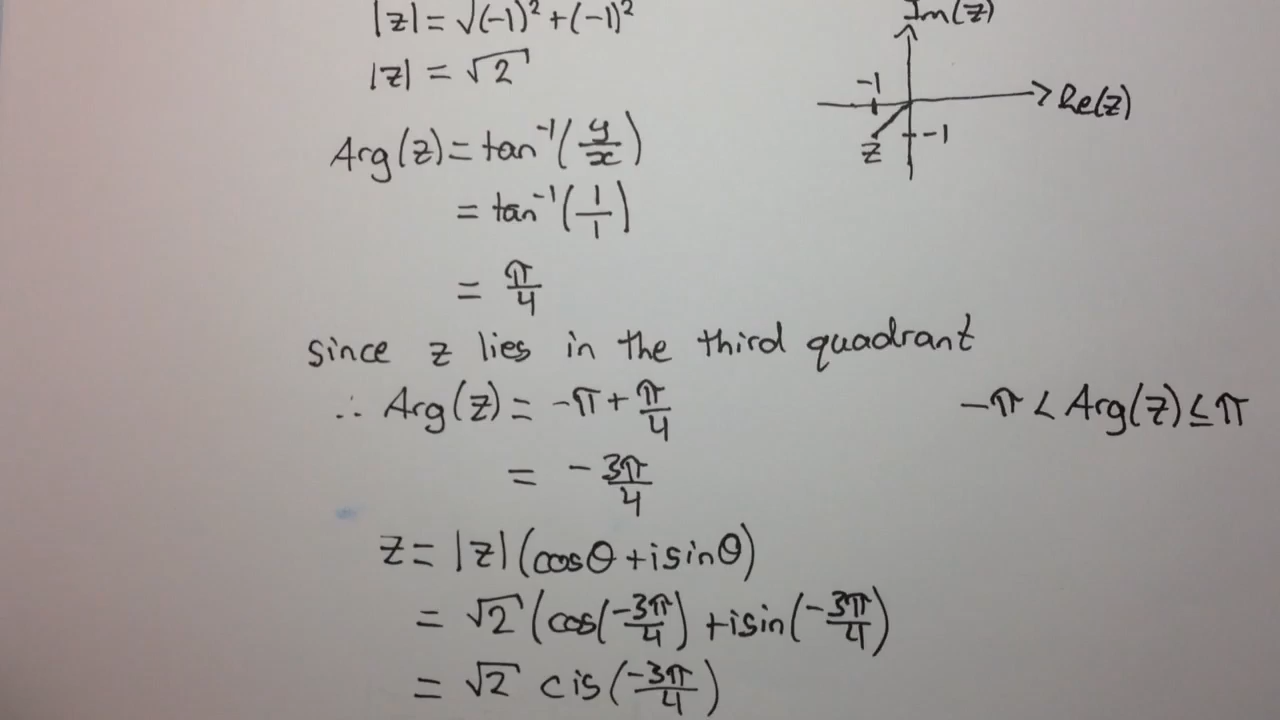 |z| = √(-1)² + (-1)²
Im(z)
|z| = √2
-1
Re(z)
-1
z
Arg(z) = tan⁻¹(y/x)
= tan⁻¹(1/1)
= π/4
since z lies in the third quadrant
∴ Arg(z) = -π + π/4
-π < Arg(z) ≤ π
= -3π/4
z = |z| (cosθ + isinθ)
= √2 (cos(-3π/4) + isin(-3π/4)
= √2 cis(-3π/4)